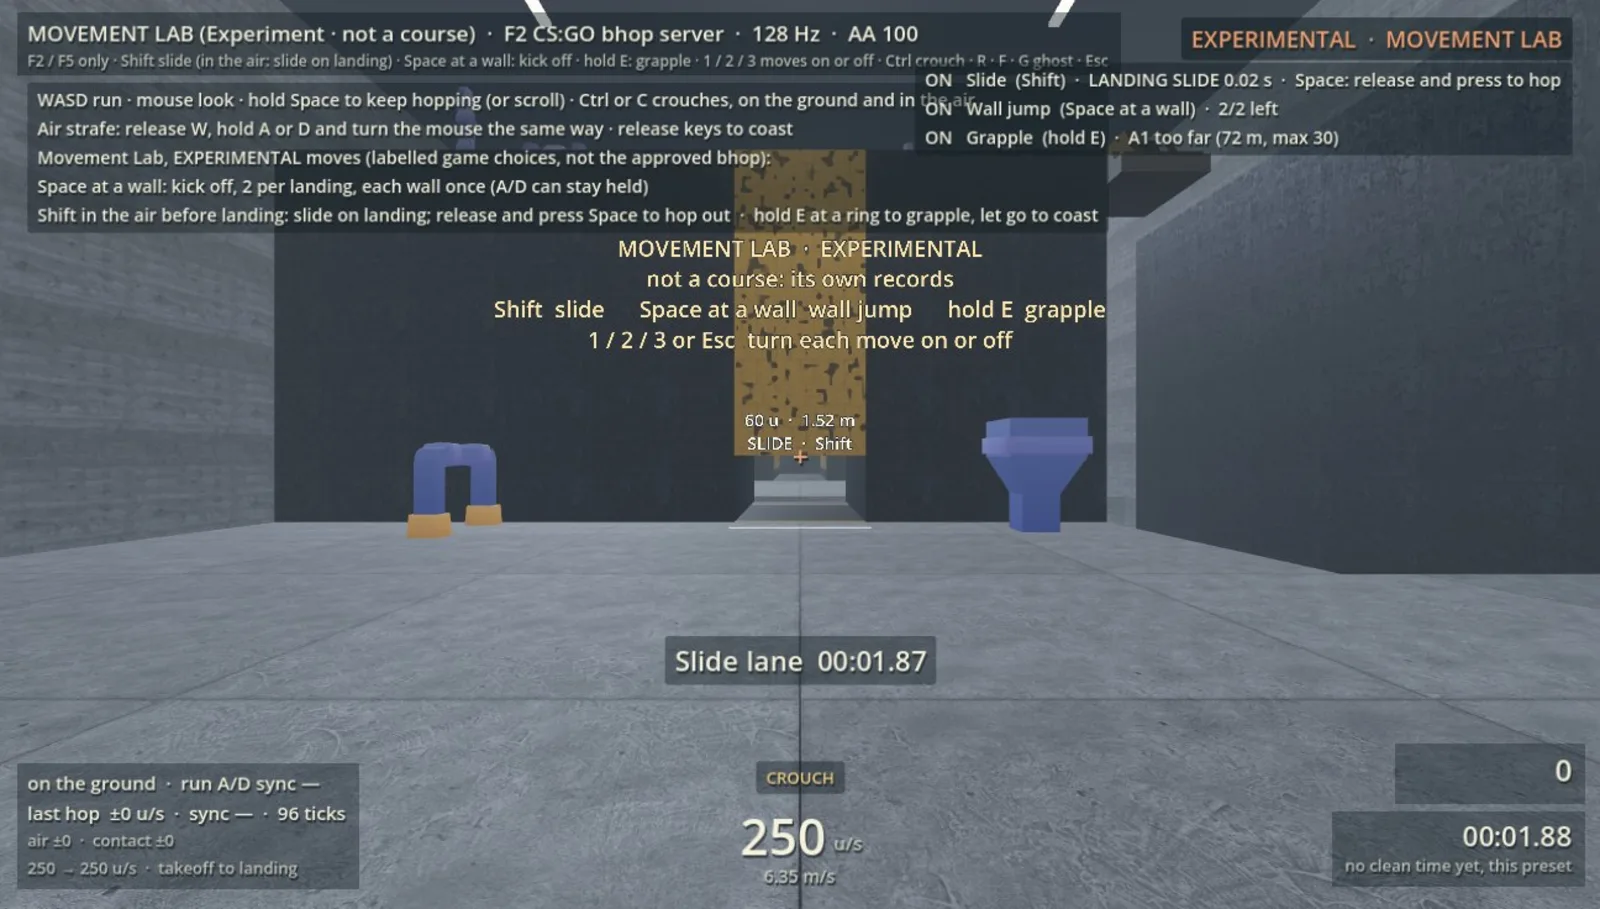 MOVEMENT LAB (Experiment · not a course) · F2 CS:GO bhop server · 128 Hz · AA 100
F2 / F5 only · Shift slide (in the air: slide on landing) · Space at a wall: kick off · hold E: grapple · 1 / 2 / 3 moves on or off · Ctrl crouch · R · F · G ghost · Esc
EXPERIMENTAL · MOVEMENT LAB
ON Slide (Shift) · LANDING SLIDE 0.02 s · Space: release and press to hop
ON Wall jump (Space at a wall) · 2/2 left
ON Grapple (hold E) · A1 too far (72 m, max 30)
WASD run · mouse look · hold Space to keep hopping (or scroll) · Ctrl or C crouches, on the ground and in the air
Air strafe: release W, hold A or D and turn the mouse the same way · release keys to coast
Movement Lab, EXPERIMENTAL moves (labelled game choices, not the approved bhop):
Space at a wall: kick off, 2 per landing, each wall once (A/D can stay held)
Shift in the air before landing: slide on landing; release and press Space to hop out · hold E at a ring to grapple, let go to coast
MOVEMENT LAB · EXPERIMENTAL
not a course: its own records
Shift slide Space at a wall wall jump hold E grapple
1 / 2 / 3 or Esc turn each move on or off
60 u · 1.52 m
SLIDE · Shift
Slide lane 00:01.87
on the ground · run A/D sync —
last hop ±0 u/s · sync — · 96 ticks
air ±0 · contact ±0
250 → 250 u/s · takeoff to landing
CROUCH
250 u/s
6.35 m/s
0
00:01.88
no clean time yet, this preset